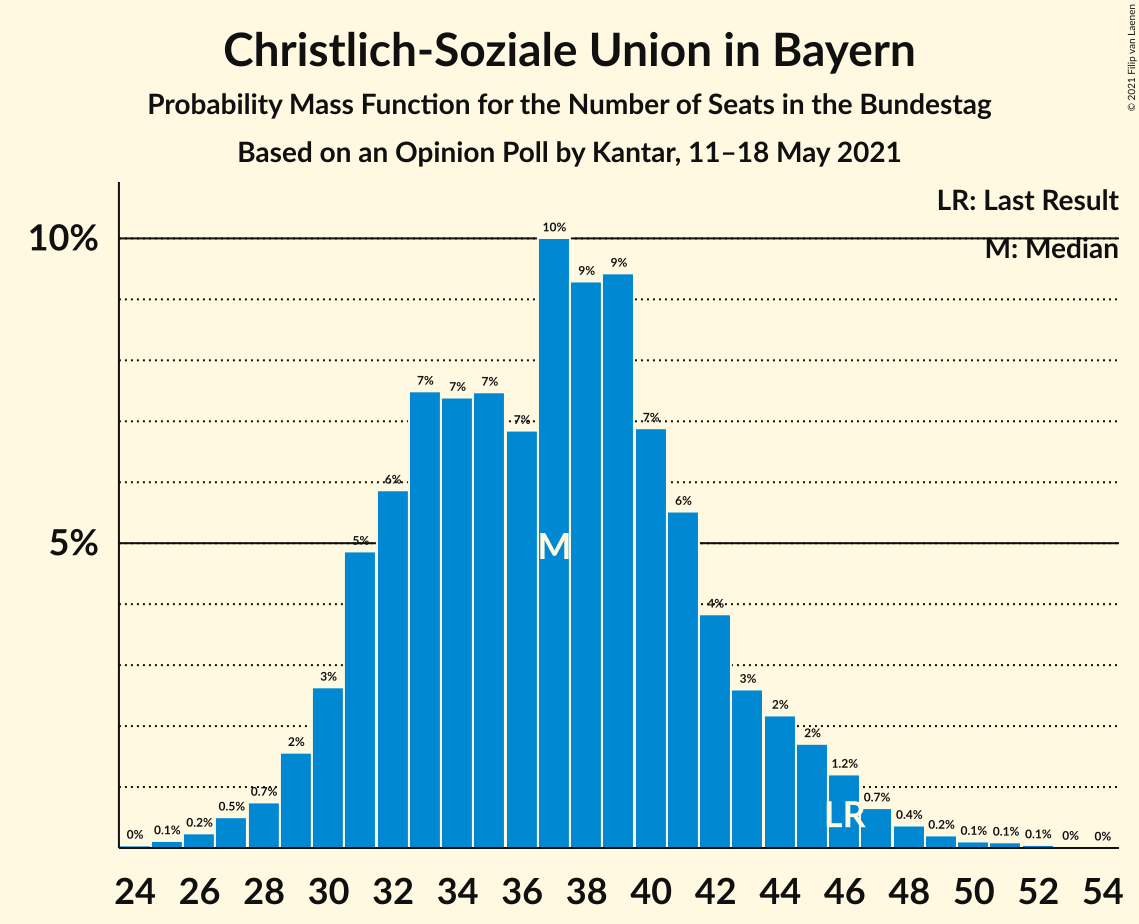 © 2021 Filip van Laenen
Christlich-Soziale Union in Bayern
Probability Mass Function for the Number of Seats in the Bundestag
Based on an Opinion Poll by Kantar, 11–18 May 2021
LR: Last Result
M: Median
10%
5%
0% 0.1% 0.2% 0.5% 0.7% 2% 3% 5% 6% 7% 7% 7% 7% 10% 9% 9% 7% 6% 4% 3% 2% 2% 1.2% 0.7% 0.4% 0.2% 0.1% 0.1% 0.1% 0% 0%
M
LR
24 26 28 30 32 34 36 38 40 42 44 46 48 50 52 54